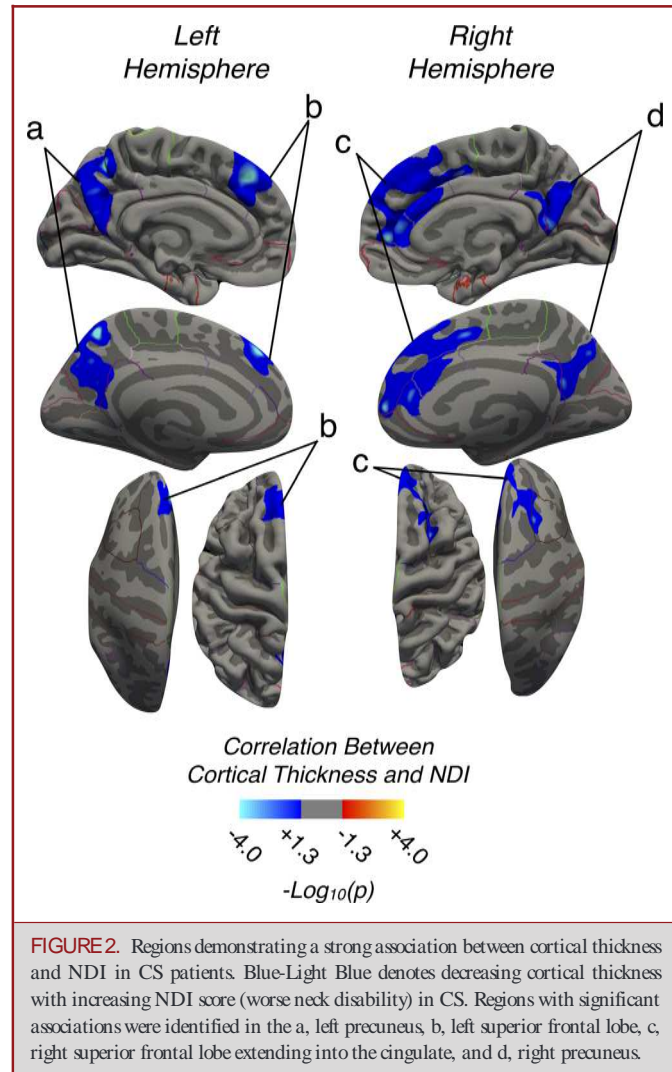 Left
Hemisphere
Right
Hemisphere
a
b
c
d
b
c
Correlation Between
Cortical Thickness and NDI
-4.0 +1.3 -1.3 +4.0
-Log10(p)
FIGURE 2. Regions demonstrating a strong association between cortical thickness
and NDI in CS patients. Blue-Light Blue denotes decreasing cortical thickness
with increasing NDI score (worse neck disability) in CS. Regions with significant
associations were identified in the a, left precuneus, b, left superior frontal lobe, c,
right superior frontal lobe extending into the cingulate, and d, right precuneus.